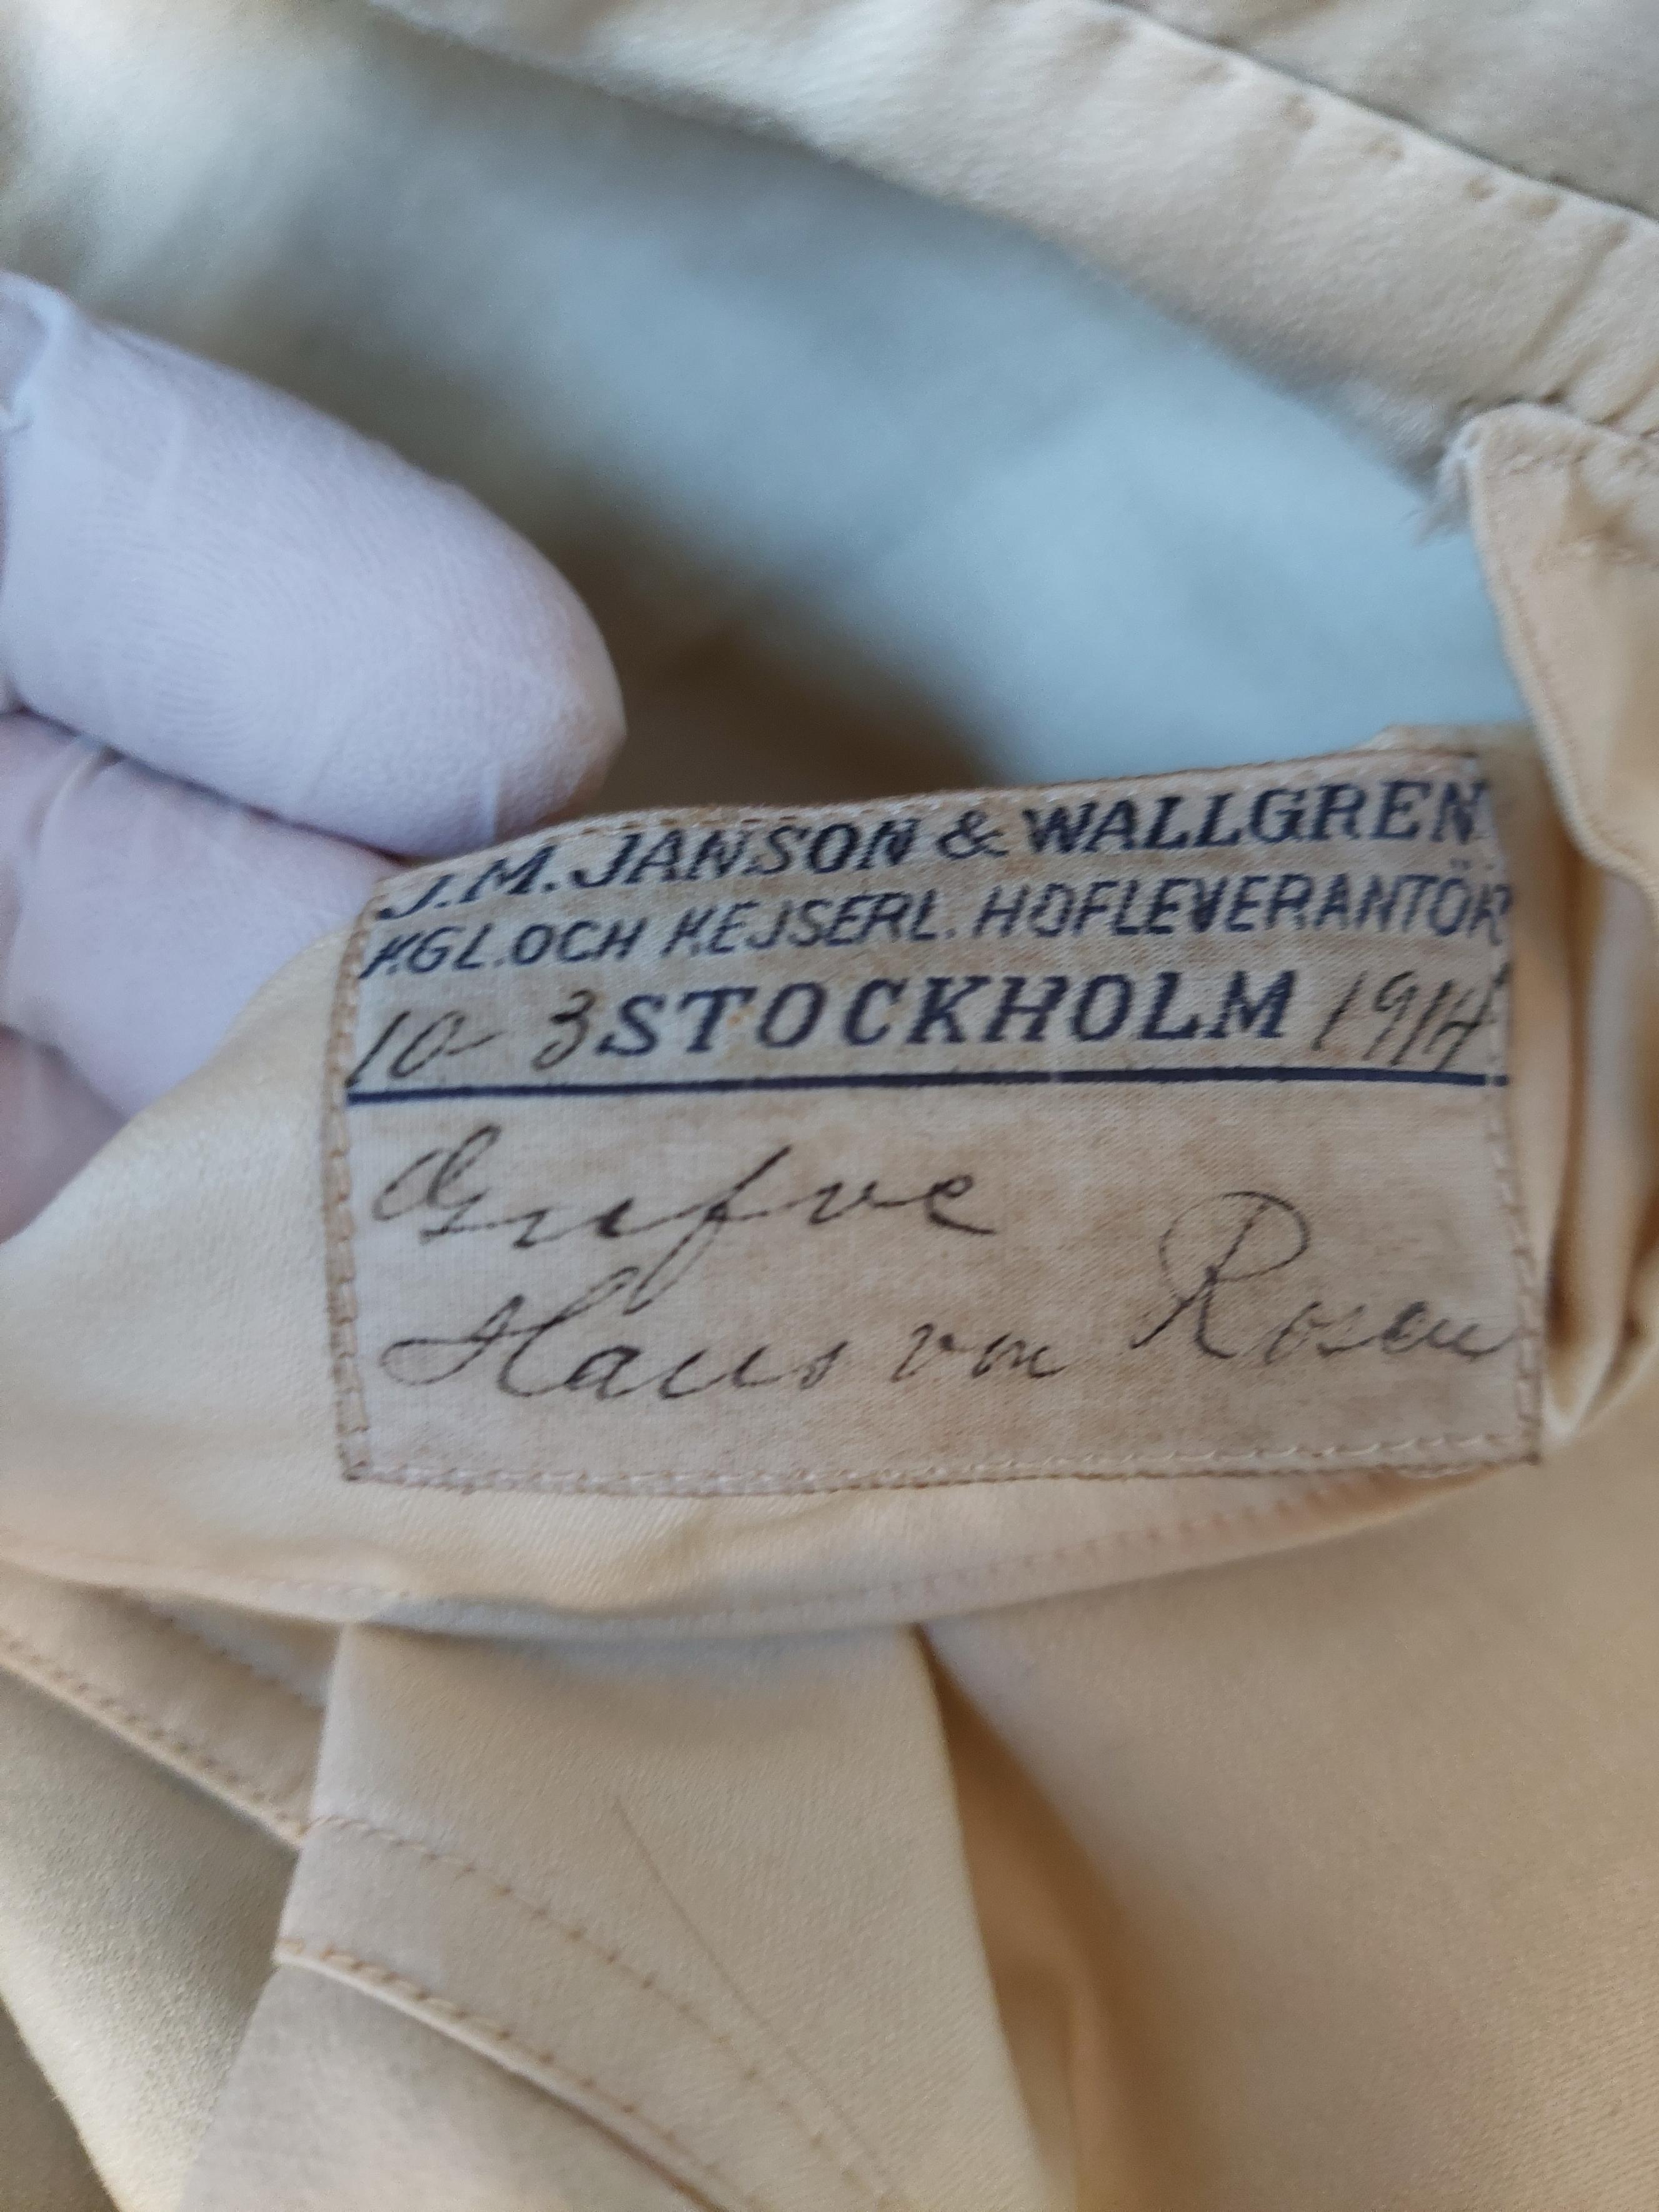 J.M. JANSON & WALLGREN
KGL. OCH KEJSERL. HOFLEVERANTÖR
10-3 STOCKHOLM 1914
Grefve
Hans von Rosen